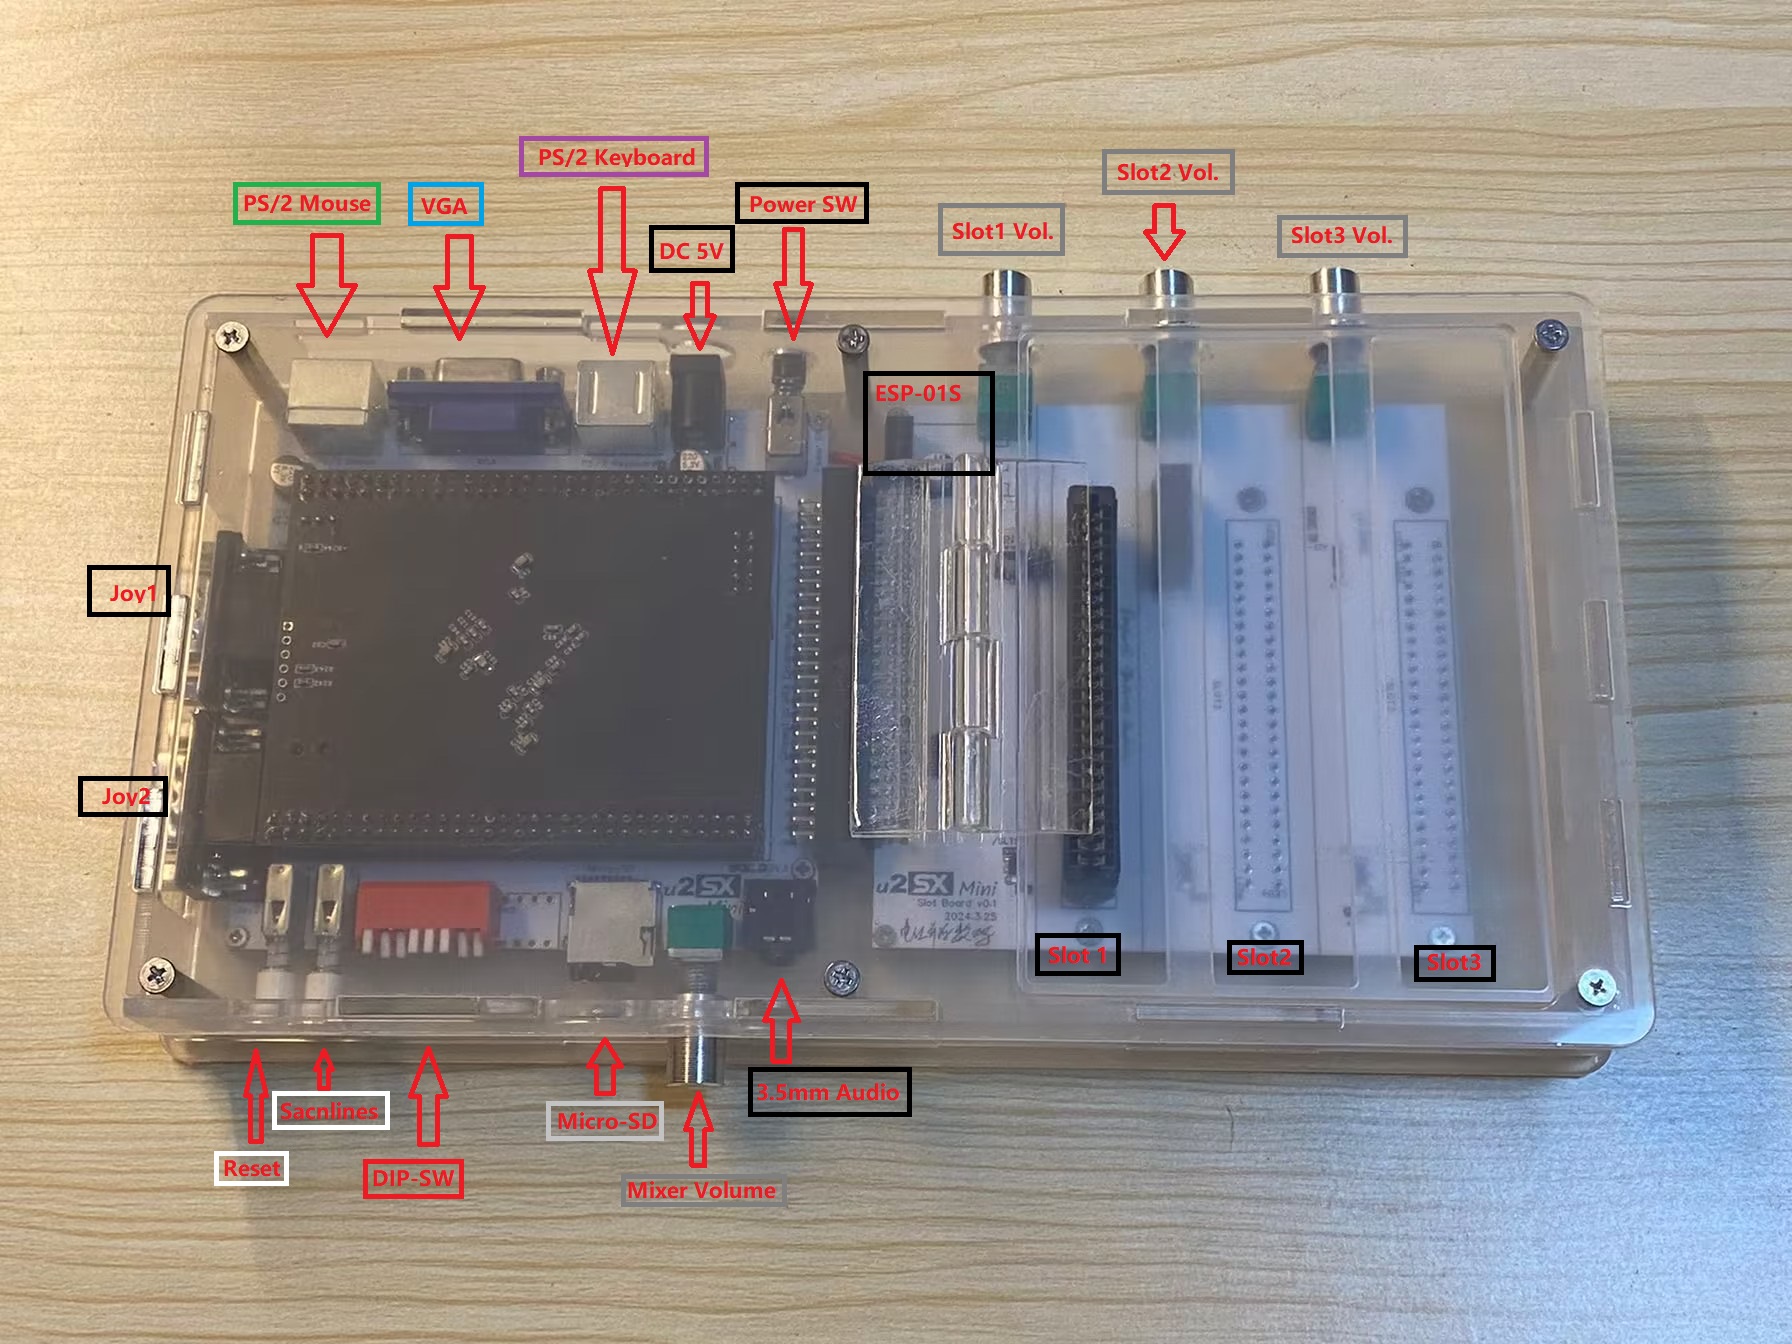 PS/2 Keyboard
Slot2 Vol.
PS/2 Mouse
VGA
Power SW
Slot1 Vol.
Slot3 Vol.
DC 5V
ESP-01S
Joy1
Joy2
u2SX
u2SX Mini
Slot Board v0.1
2024.3.25
Slot 1
Slot2
Slot3
3.5mm Audio
Sacnlines
Micro-SD
Reset
DIP-SW
Mixer Volume